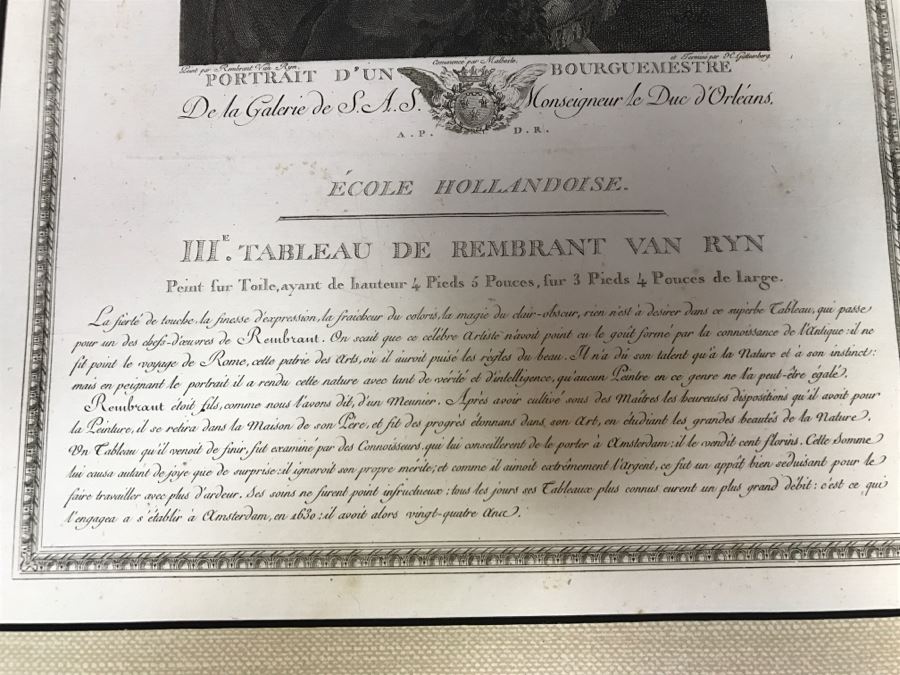 Peint par Rembrant Van Ryn.
Commencé par Malbeste.
et Terminé par H. Guttenberg.
PORTRAIT D'UN BOURGUEMESTRE
De la Galerie de S.A.S. Monseigneur le Duc d'Orléans.
A.P. D.R.
ÉCOLE HOLLANDOISE.
III.E TABLEAU DE REMBRANT VAN RYN
Peint sur Toile, ayant de hauteur 4 Pieds 5 Pouces, sur 3 Pieds 4 Pouces de large.
La fierté de touche, la finesse d'expression, la fraicheur du coloris, la magie du clair-obscur, rien n'est à desirer dans ce superbe Tableau, qui passe
pour un des chefs-d'œuvres de Rembrant. On scait que ce célebre Artiste n'avoit point eu le goût formé par la connoissance de l'Antique: il ne
fit point le voyage de Rome, cette patrie des Arts, où il auroit puisé les règles du beau. Il n'a dû son talent qu'à la Nature et à son instinct:
mais en peignant le portrait il a rendu cette nature avec tant de verité et d'intelligence, qu'aucun Peintre en ce genre ne l'a peut-être égalé.
Rembrant étoit fils, comme nous l'avons dit, d'un Meunier. Après avoir cultivé sous des Maîtres les heureuses dispositions qu'il avoit pour
la Peinture, il se retira dans la Maison de son Père, et fit des progrès étonnans dans son Art, en étudiant les grandes beautés de la Nature.
Un Tableau qu'il venoit de finir, fut examiné par des Connoisseurs, qui lui conseillerent de le porter à Amsterdam: il le vendit cent florins. Cette Somme
lui causa autant de joÿe que de surprise: il ignoroit son propre mérite, et comme il aimoit extrêmement l'Argent, ce fut un appât bien seduisant pour le
faire travailler avec plus d'ardeur. Ses soins ne furent point infructueux: tous les jours ses Tableaux plus connus eurent un plus grand débit: c'est ce qui
l'engagea a s'établir à Amsterdam, en 1630: il avoit alors vingt-quatre Ans.